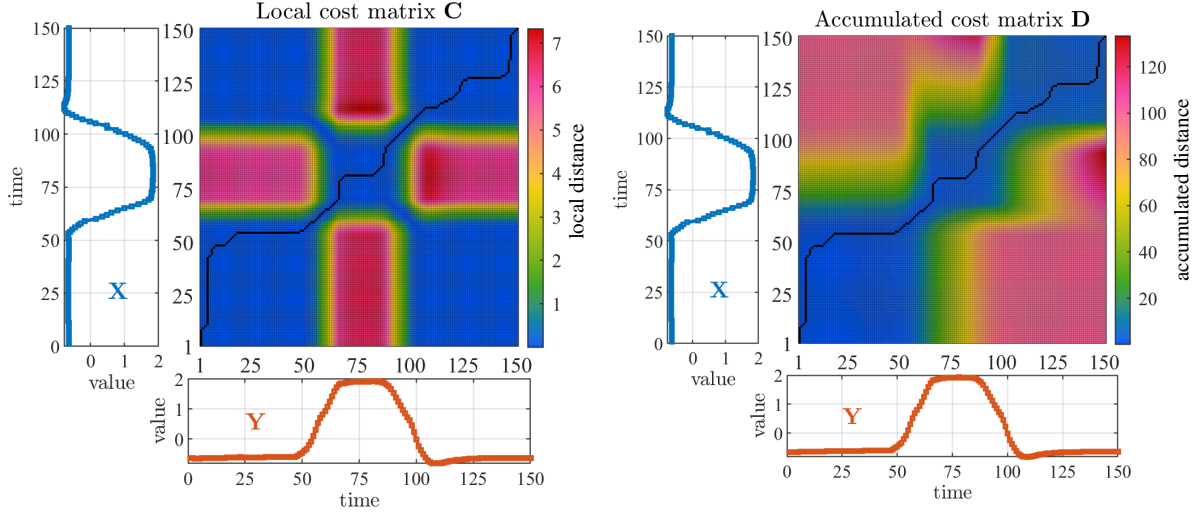 Local cost matrix C
150
125
100
75
50
25
0
time
0 1 2
value
X
150
125
100
75
50
25
1
1 25 50 75 100 125 150
7
6
5
4
3
2
1
local distance
2
1
0
value
Y
0 25 50 75 100 125 150
time
Accumulated cost matrix D
150
125
100
75
50
25
0
time
0 1 2
value
X
150
125
100
75
50
25
1
1 25 50 75 100 125 150
120
100
80
60
40
20
accumulated distance
2
1
0
value
Y
0 25 50 75 100 125 150
time